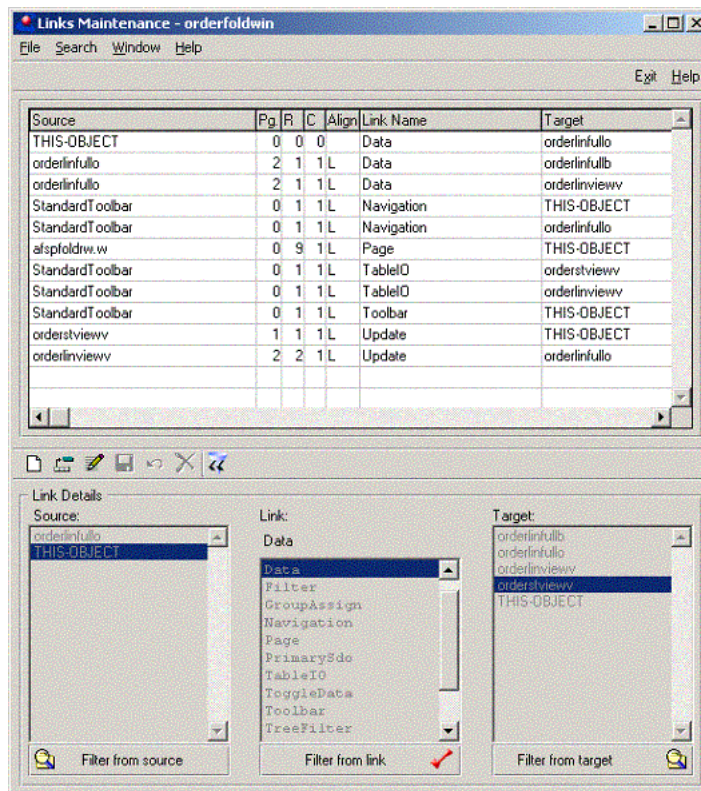 Links Maintenance - orderfoldwin
File Search Window Help
Exit Help
Source Pg. R C Align Link Name Target
THIS-OBJECT 0 0 0 Data orderlinfullo
orderlinfullo 2 1 1 L Data orderlinfullb
orderlinfullo 2 1 1 L Data orderlinviewv
StandardToolbar 0 1 1 L Navigation THIS-OBJECT
StandardToolbar 0 1 1 L Navigation orderlinfullo
afspfoldrw.w 0 9 1 L Page THIS-OBJECT
StandardToolbar 0 1 1 L TableIO orderstviewv
StandardToolbar 0 1 1 L TableIO orderlinviewv
StandardToolbar 0 1 1 L Toolbar THIS-OBJECT
orderstviewv 1 1 1 L Update THIS-OBJECT
orderlinviewv 2 2 1 L Update orderlinfullo
Link Details
Source: Link: Target:
orderlinfullo Data orderlinfullb
THIS-OBJECT orderlinfullo
Data orderlinviewv
Filter orderstviewv
GroupAssign THIS-OBJECT
Navigation
Page
PrimarySdo
TableIO
ToggleData
Toolbar
TreeFilter
Filter from source Filter from link Filter from target